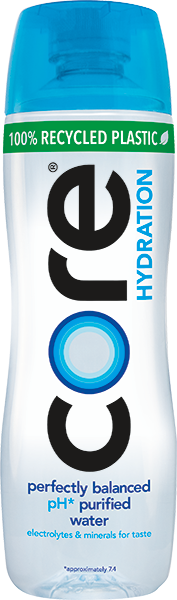 100% RECYCLED PLASTIC
core®
HYDRATION
perfectly balanced
pH* purified
water
electrolytes & minerals for taste
*approximately 7.4